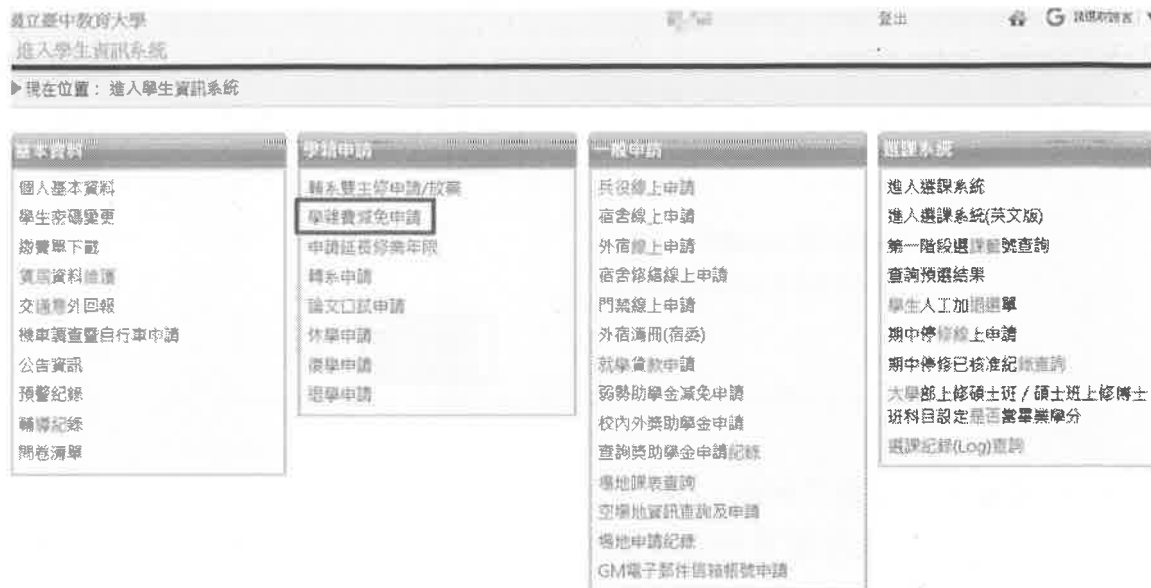 國立臺中教育大學
登出
進入學生資訊系統
▶現在位置：進入學生資訊系統
基本資料
個人基本資料
學生密碼變更
繳費單下載
賃居資料維護
交通意外回報
機車調查暨自行車申請
公告資訊
預警紀錄
輔導紀錄
問卷清單
學籍申請
輔系雙主修申請/放棄
學雜費減免申請
申請延長修業年限
轉系申請
論文口試申請
休學申請
復學申請
退學申請
一般申請
兵役線上申請
宿舍線上申請
外宿線上申請
宿舍修繕線上申請
門禁線上申請
外宿清冊(宿委)
就學貸款申請
弱勢助學金減免申請
校內外獎助學金申請
查詢獎助學金申請記錄
場地課表查詢
空場地資訊查詢及申請
場地申請紀錄
GM電子郵件信箱帳號申請
選課系統
進入選課系統
進入選課系統(英文版)
第一階段選課籤號查詢
查詢預選結果
學生人工加退選單
期中停修線上申請
期中停修已核准紀錄查詢
大學部上修碩士班 / 碩士班上修博士
班科目設定是否當畢業學分
選課紀錄(Log)查詢